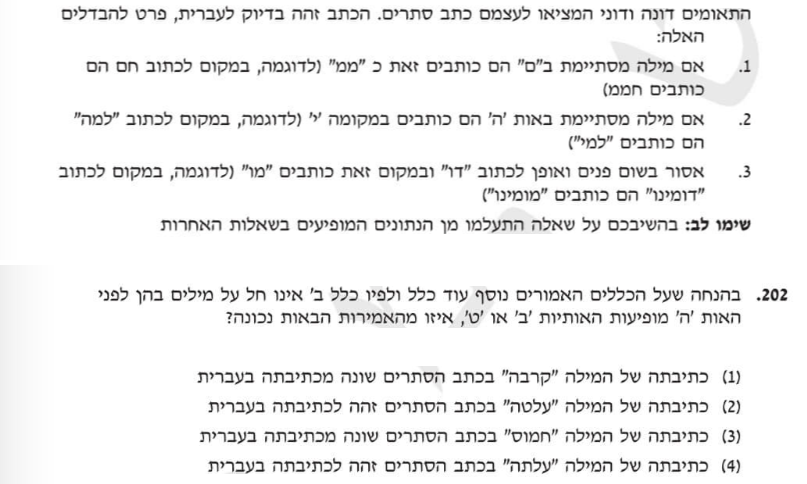 התאומים דונה ודוני המציאו לעצמם כתב סתרים. הכתב זהה בדיוק לעברית, פרט להבדלים
האלה:
1. אם מילה מסתיימת ב"ם" הם כותבים זאת כ "ממ" (לדוגמה, במקום לכתוב חם הם
כותבים חממ)
2. אם מילה מסתיימת באות 'ה' הם כותבים במקומה 'י' (לדוגמה, במקום לכתוב "למה"
הם כותבים "למי")
3. אסור בשום פנים ואופן לכתוב "דו" ובמקום זאת כותבים "מו" (לדוגמה, במקום לכתוב
"דומינו" הם כותבים "מומינו")
שימו לב: בהשיבכם על שאלה התעלמו מן הנתונים המופיעים בשאלות האחרות
202. בהנחה שעל הכללים האמורים נוסף עוד כלל ולפיו כלל ב' אינו חל על מילים בהן לפני
האות 'ה' מופיעות האותיות 'ב' או 'ט', איזו מהאמירות הבאות נכונה?
(1) כתיבתה של המילה "קרבה" בכתב הסתרים שונה מכתיבתה בעברית
(2) כתיבתה של המילה "עלטה" בכתב הסתרים זהה לכתיבתה בעברית
(3) כתיבתה של המילה "חמוס" בכתב הסתרים שונה מכתיבתה בעברית
(4) כתיבתה של המילה "עלתה" בכתב הסתרים זהה לכתיבתה בעברית